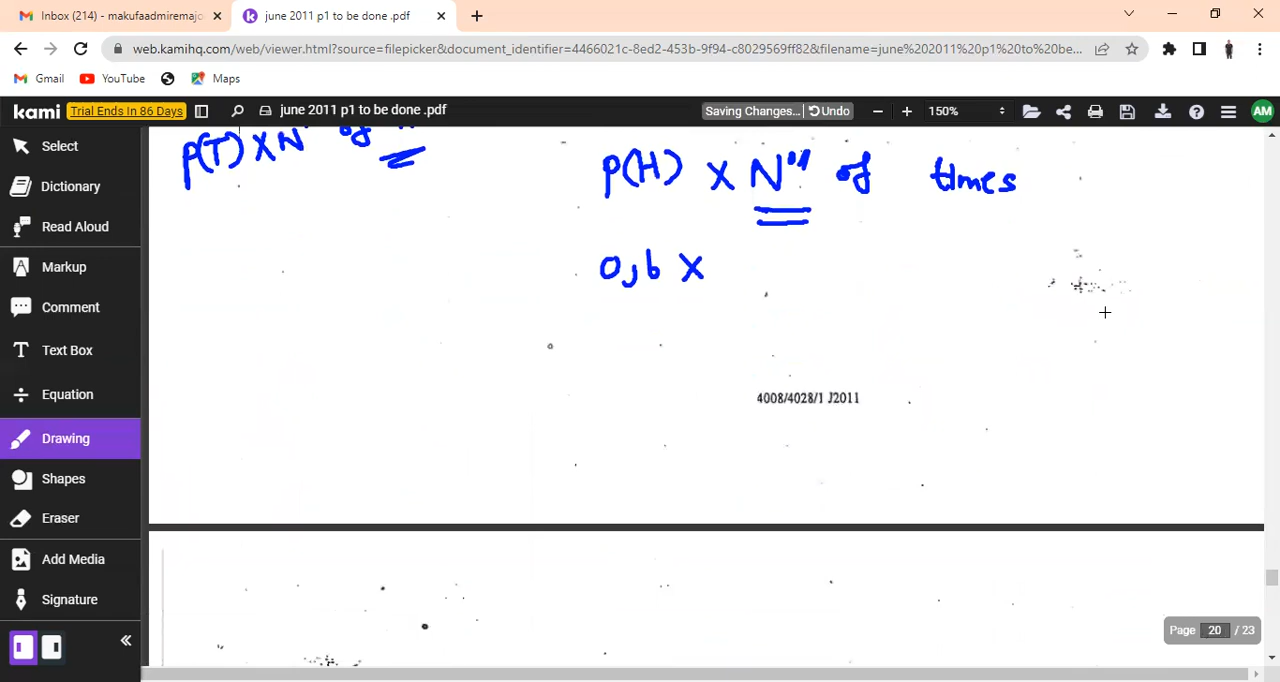 Inbox (214) - makufaadmiremajo
june 2011 p1 to be done .pdf
web.kamihq.com/web/viewer.html?source=filepicker&document_identifier=4466021c-8ed2-453b-9f94-c8029569ff82&filename=june%202011%20p1%20to%20be...
Gmail YouTube Maps
kami Trial Ends In 86 Days june 2011 p1 to be done .pdf Saving Changes... Undo 150% AM
Select
Dictionary
Read Aloud
Markup
Comment
Text Box
Equation
Drawing
Shapes
Eraser
Add Media
Signature
P(T) X N of
P(H) X N of times
0,6 X
4008/4028/1 J2011
Page 20 / 23